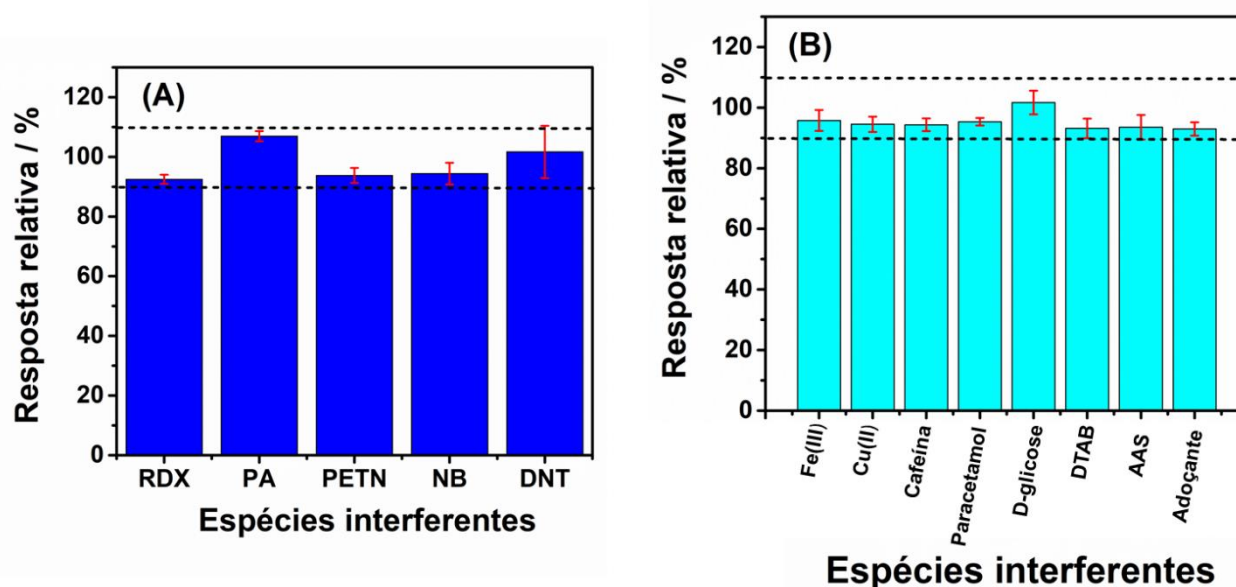 (A)
Resposta relativa / %
120
100
80
60
40
20
0
RDX PA PETN NB DNT
Espécies interferentes
(B)
Resposta relativa / %
120
100
80
60
40
20
0
Fe(III) Cu(II) Cafeína Paracetamol D-glicose DTAB AAS Adoçante
Espécies interferentes